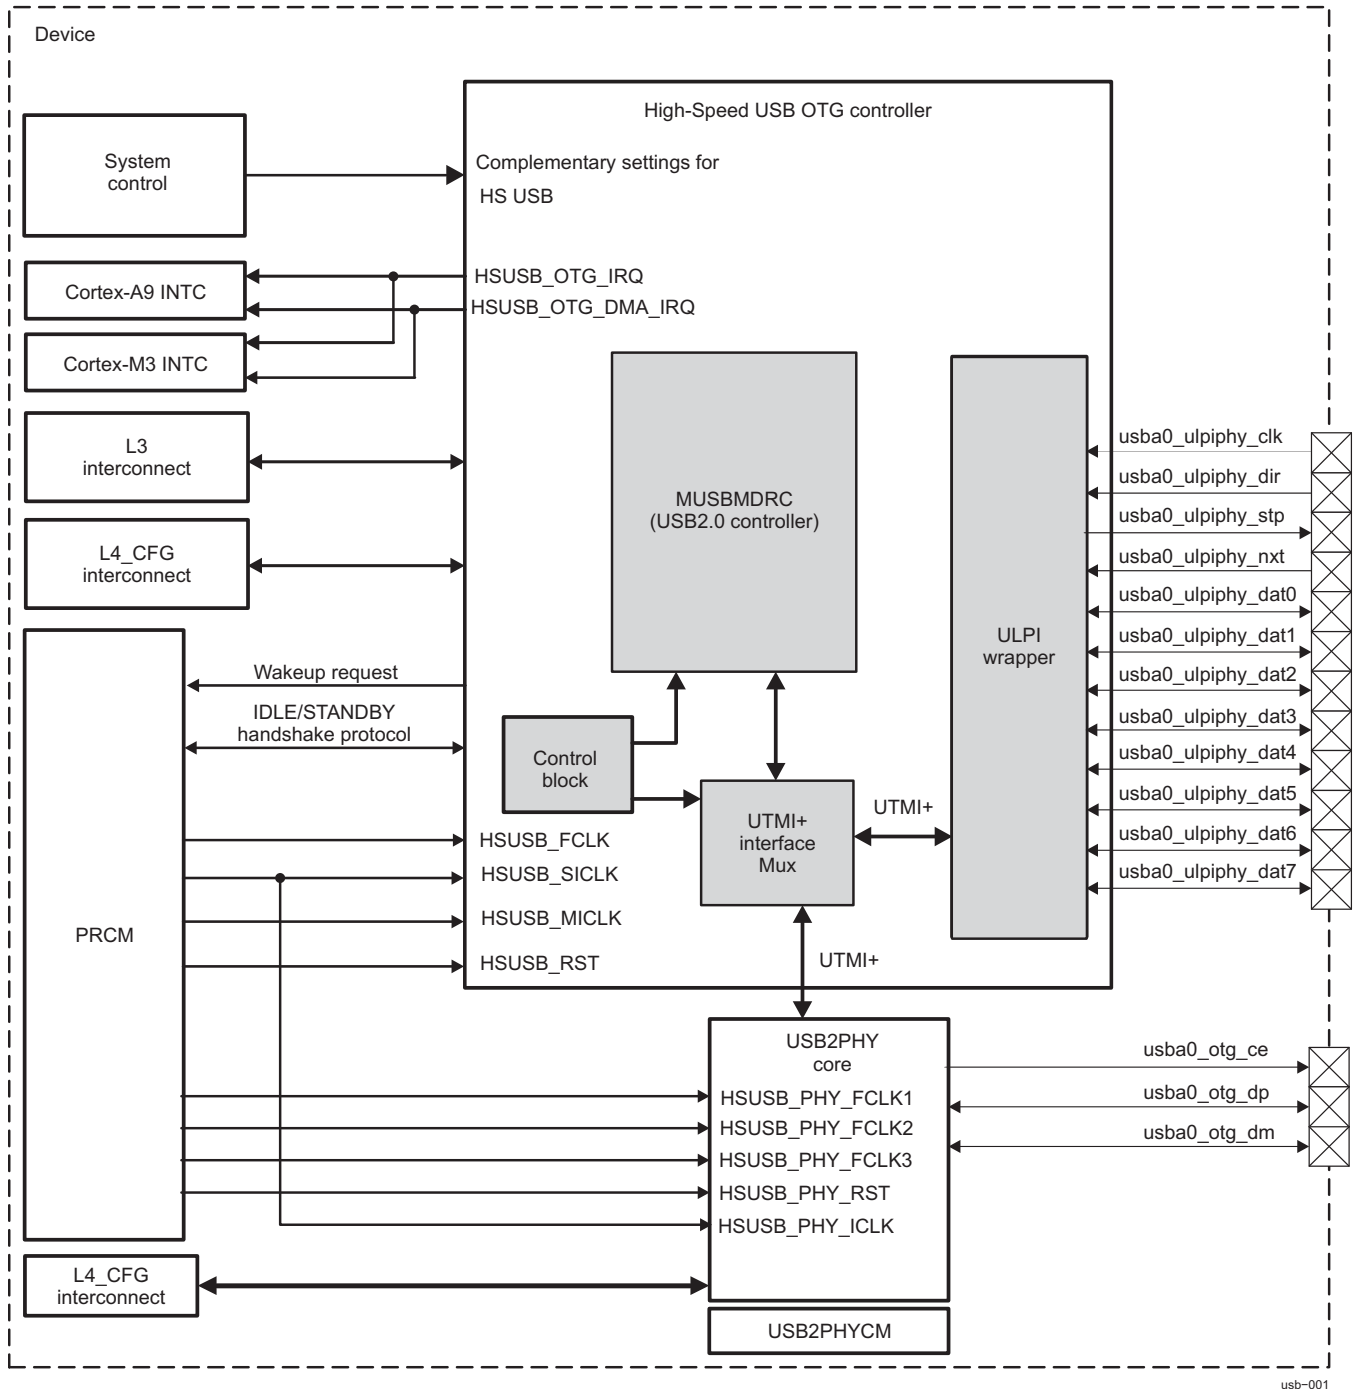 Device
High-Speed USB OTG controller
System
control
Complementary settings for
HS USB
Cortex-A9 INTC
HSUSB_OTG_IRQ
HSUSB_OTG_DMA_IRQ
Cortex-M3 INTC
L3
interconnect
L4_CFG
interconnect
MUSBMDRC
(USB2.0 controller)
ULPI
wrapper
usba0_ulpiphy_clk
usba0_ulpiphy_dir
usba0_ulpiphy_stp
usba0_ulpiphy_nxt
usba0_ulpiphy_dat0
usba0_ulpiphy_dat1
usba0_ulpiphy_dat2
usba0_ulpiphy_dat3
usba0_ulpiphy_dat4
usba0_ulpiphy_dat5
usba0_ulpiphy_dat6
usba0_ulpiphy_dat7
Wakeup request
IDLE/STANDBY
handshake protocol
Control
block
UTMI+
interface
Mux
UTMI+
PRCM
HSUSB_FCLK
HSUSB_SICLK
HSUSB_MICLK
HSUSB_RST
UTMI+
USB2PHY
core
HSUSB_PHY_FCLK1
HSUSB_PHY_FCLK2
HSUSB_PHY_FCLK3
HSUSB_PHY_RST
HSUSB_PHY_ICLK
usba0_otg_ce
usba0_otg_dp
usba0_otg_dm
L4_CFG
interconnect
USB2PHYCM
usb−001